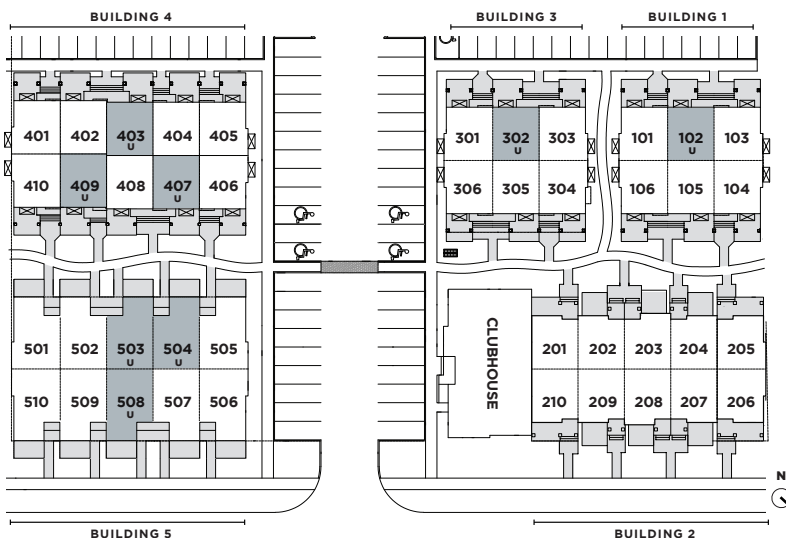 BUILDING 4
BUILDING 3
BUILDING 1
401 402 403 404 405
U
410 409 408 407 406
U U
301 302 303
U
306 305 304
101 102 103
U
106 105 104
501 502 503 504 505
U U
510 509 508 507 506
U
CLUBHOUSE
201 202 203 204 205
210 209 208 207 206
N
BUILDING 5
BUILDING 2